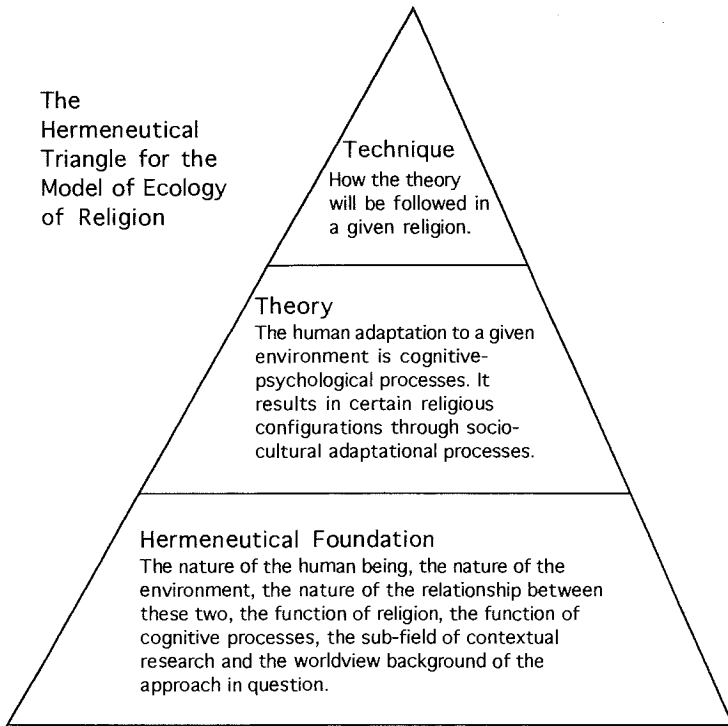 The
Hermeneutical
Triangle for the
Model of Ecology
of Religion
Technique
How the theory
will be followed in
a given religion.
Theory
The human adaptation to a given
environment is cognitive-
psychological processes. It
results in certain religious
configurations through socio-
cultural adaptational processes.
Hermeneutical Foundation
The nature of the human being, the nature of the
environment, the nature of the relationship between
these two, the function of religion, the function of
cognitive processes, the sub-field of contextual
research and the worldview background of the
approach in question.